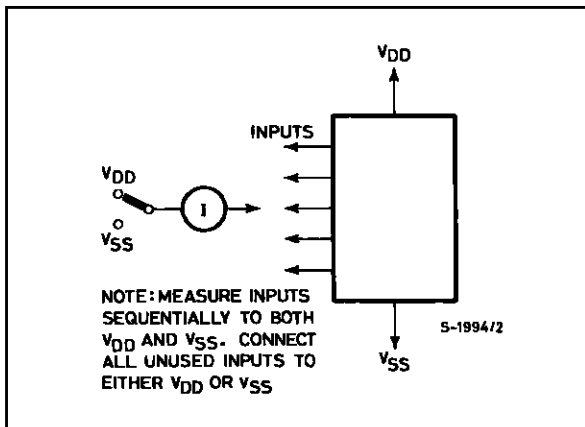 VDD
INPUTS
VDD
I
VSS
NOTE: MEASURE INPUTS
SEQUENTIALLY TO BOTH
VDD AND VSS. CONNECT
ALL UNUSED INPUTS TO
EITHER VDD OR VSS
S-1994/2
VSS